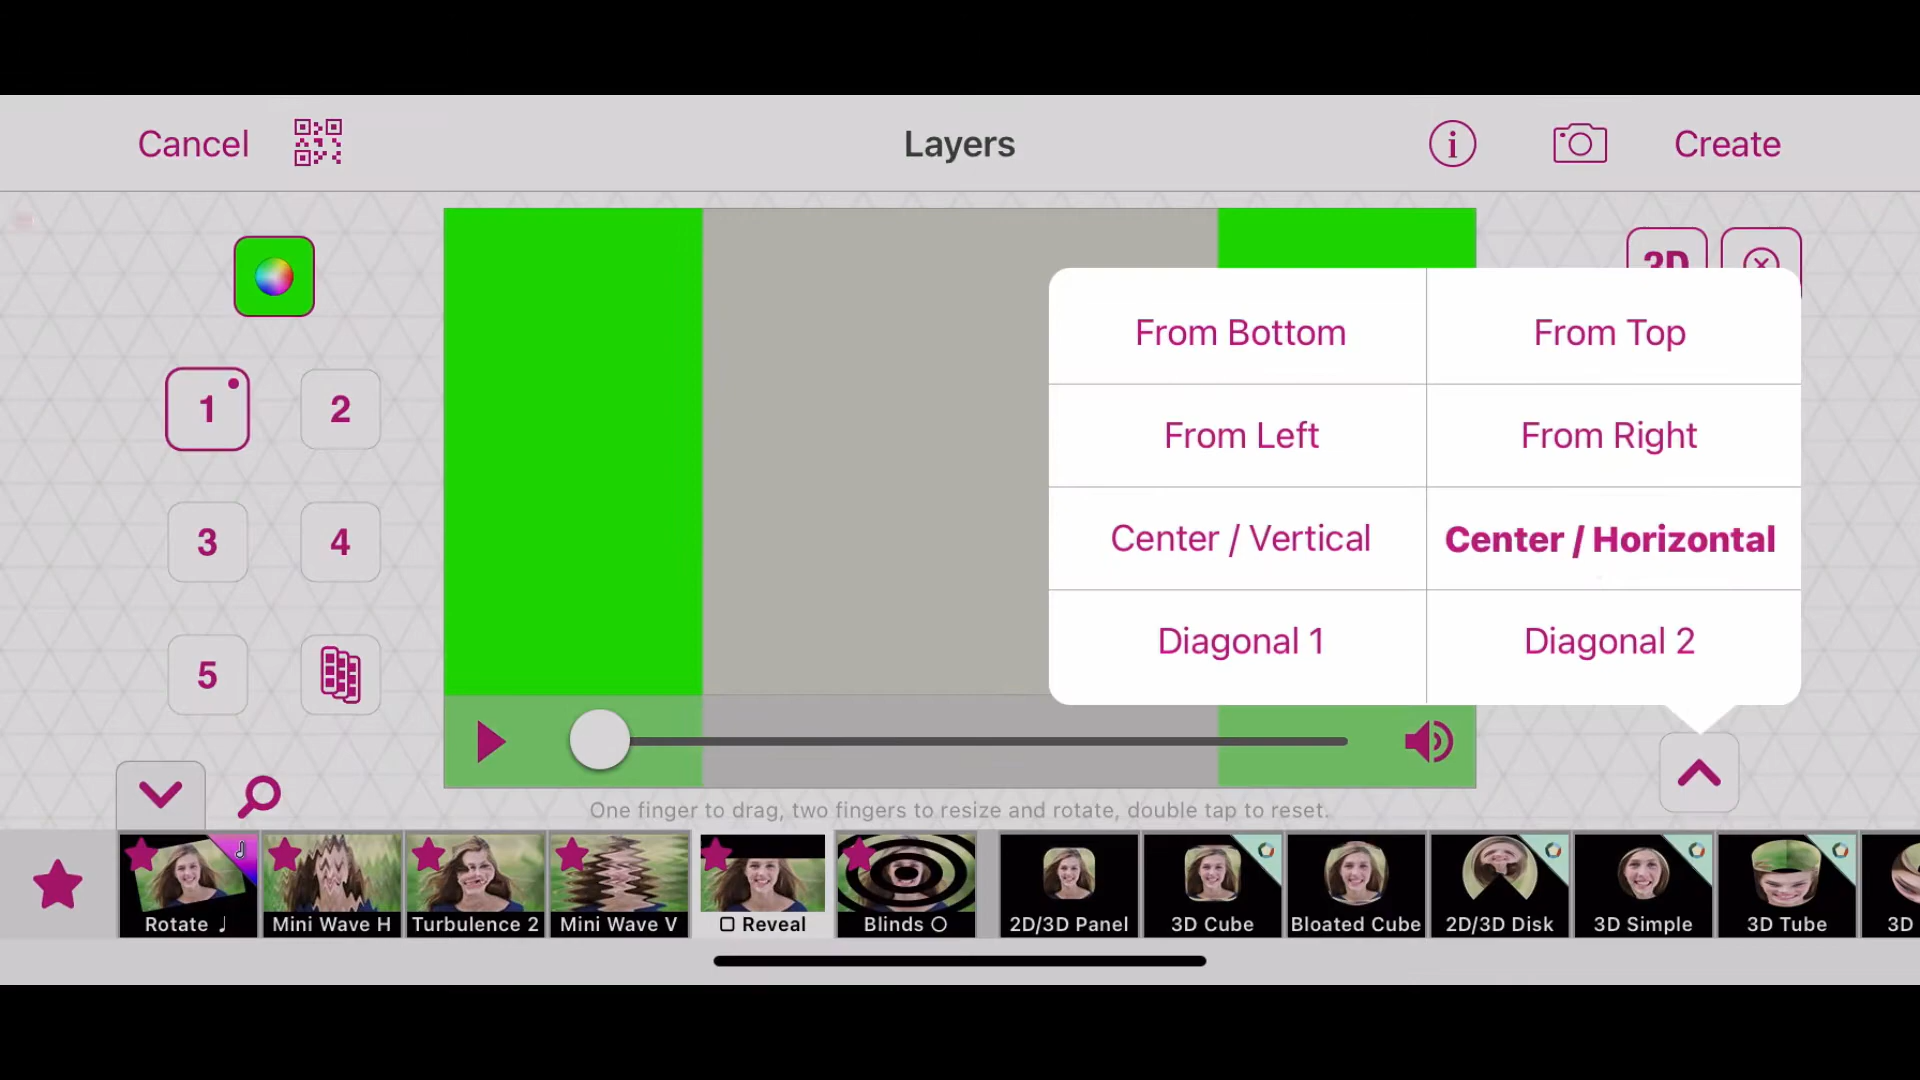 Cancel
Layers
Create
3D
From Bottom
From Top
From Left
From Right
Center / Vertical
Center / Horizontal
Diagonal 1
Diagonal 2
1
2
3
4
5
One finger to drag, two fingers to resize and rotate, double tap to reset.
Rotate ♩
Mini Wave H
Turbulence 2
Mini Wave V
Reveal
Blinds
2D/3D Panel
3D Cube
Bloated Cube
2D/3D Disk
3D Simple
3D Tube
3D